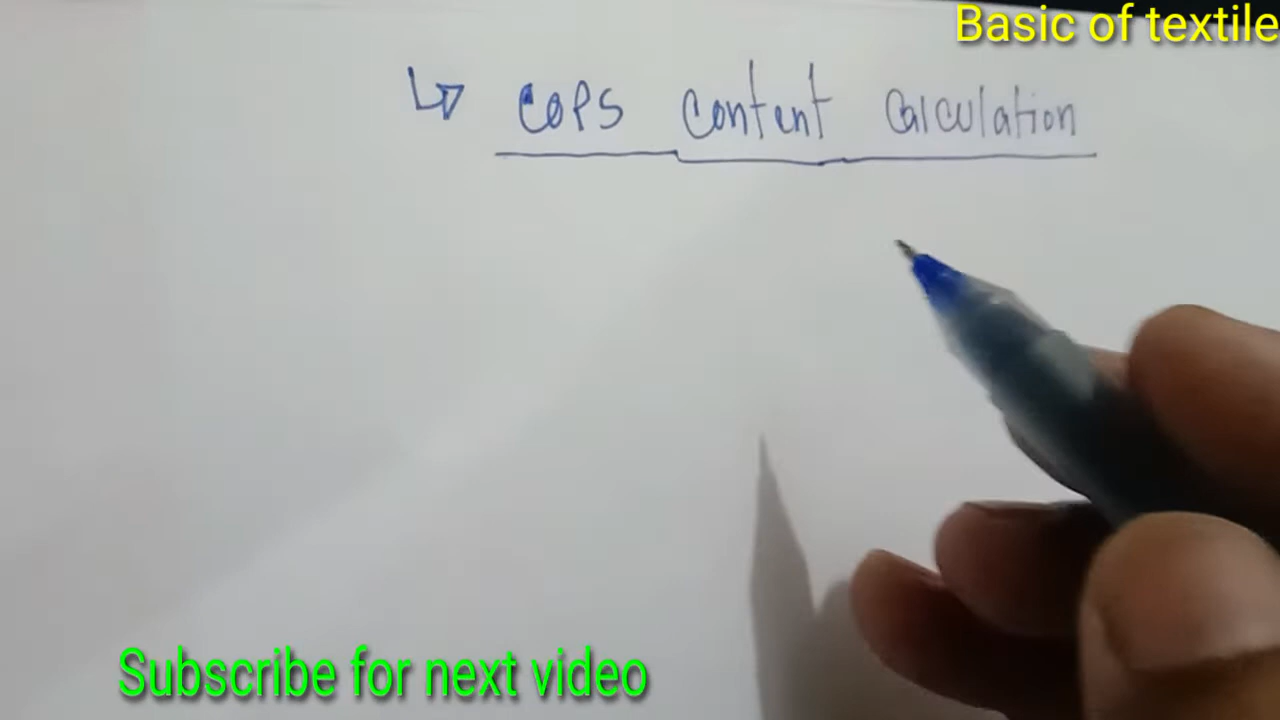 Basic of textile
COPS Content Calculation
Subscribe for next video